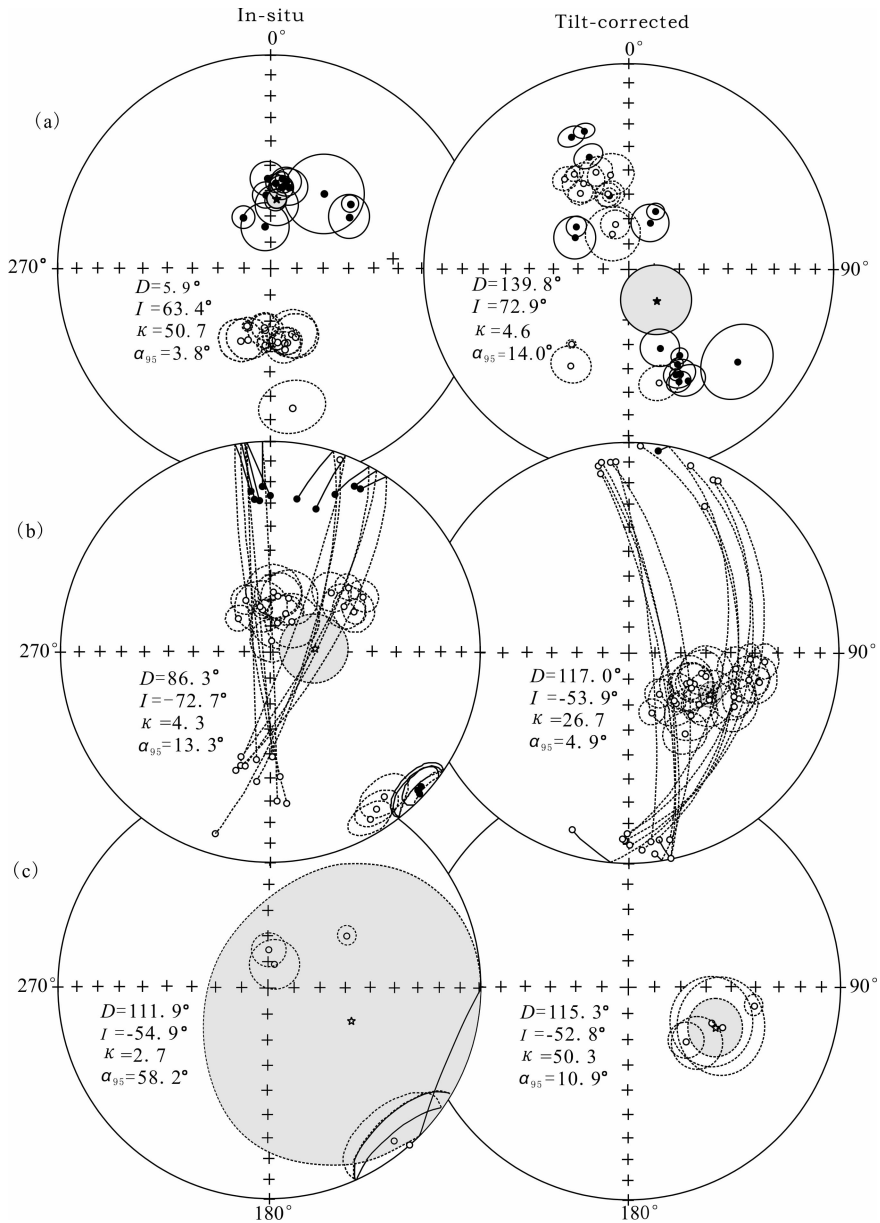 In-situ
Tilt-corrected
0°
0°
(a)
270°
90°
D=5.9°
I=63.4°
κ=50.7
α95=3.8°
D=139.8°
I=72.9°
κ=4.6
α95=14.0°
(b)
270°
90°
D=86.3°
I=-72.7°
κ=4.3
α95=13.3°
D=117.0°
I=-53.9°
κ=26.7
α95=4.9°
(c)
270°
90°
D=111.9°
I=-54.9°
κ=2.7
α95=58.2°
D=115.3°
I=-52.8°
κ=50.3
α95=10.9°
180°
180°